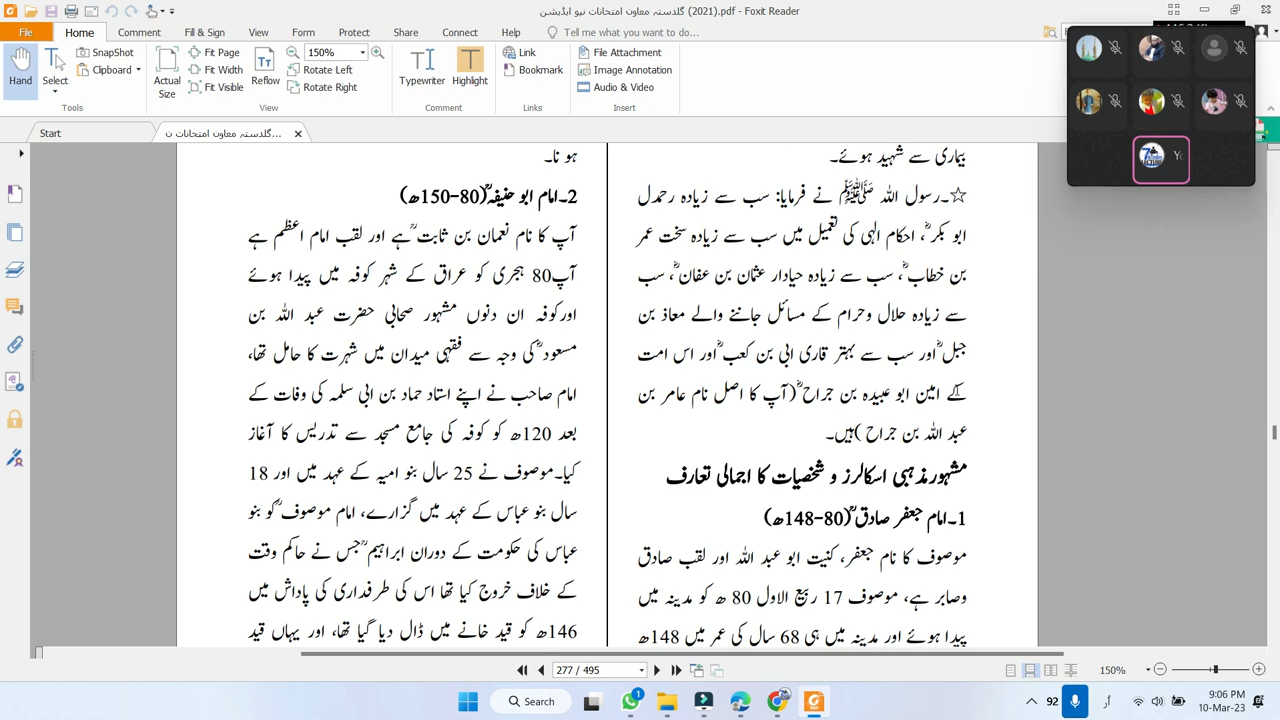 گلدستہ معاون امتحانات نیو ایڈیشن (2021).pdf - Foxit Reader
File
Home
Comment
Fill & Sign
View
Form
Protect
Share
Connect
Help
Tell me what you want to do...
Hand
Select
SnapShot
Clipboard
Actual Size
Fit Page
Fit Width
Fit Visible
Reflow
150%
Rotate Left
Rotate Right
Typewriter
Highlight
Link
Bookmark
File Attachment
Image Annotation
Audio & Video
Tools
View
Comment
Links
Insert
Start
گلدستہ معاون امتحانات ن...
بیماری سے شہید ہوئے۔
☆۔رسول اللہ ﷺ نے فرمایا: سب سے زیادہ رحمدل
ابو بکرؓ، احکام الہی کی تعمیل میں سب سے زیادہ سخت عمر
بن خطابؓ، سب سے زیادہ حیادار عثمان بن عفانؓ، سب
سے زیادہ حلال وحرام کے مسائل جاننے والے معاذ بن
جبلؓ اور سب سے بہتر قاری ابی بن کعبؓ اور اس امت
کے امین ابو عبیدہ بن جراحؓ (آپ کا اصل نام عامر بن
عبد اللہ بن جراح )ہیں۔
مشہورمذہبی اسکالرز و شخصیات کا اجمالی تعارف
1۔امام جعفر صادقؒ (80-148ھ)
موصوف کا نام جعفر، کنیت ابو عبد اللہ اور لقب صادق
وصابر ہے، موصوف 17 ربیع الاول 80 ھ کو مدینہ میں
پیدا ہوئے اور مدینہ میں ہی 68 سال کی عمر میں 148ھ
ہو نا۔
2۔امام ابو حنیفہؒ (80-150ھ)
آپ کا نام نعمان بن ثابتؒ ہے اور لقب امام اعظم ہے
آپ80 ہجری کو عراق کے شہر کوفہ میں پیدا ہوئے
اورکوفہ ان دنوں مشہور صحابی حضرت عبد اللہ بن
مسعودؓ کی وجہ سے فقہی میدان میں شہرت کا حامل تھا،
امام صاحب نے اپنے استاد حماد بن ابی سلمہ کی وفات کے
بعد 120ھ کو کوفہ کی جامع مسجد سے تدریس کا آغاز
کیا۔موصوف نے 25 سال بنو امیہ کے عہد میں اور 18
سال بنو عباس کے عہد میں گزارے، امام موصوفؒ کو بنو
عباس کی حکومت کے دوران ابراہیمؒ جس نے حاکم وقت
کے خلاف خروج کیا تھا اس کی طرفداری کی پاداش میں
146ھ کو قید خانے میں ڈال دیا گیا تھا، اور یہاں قید
277 / 495
150%
Search
92
9:06 PM
10-Mar-23